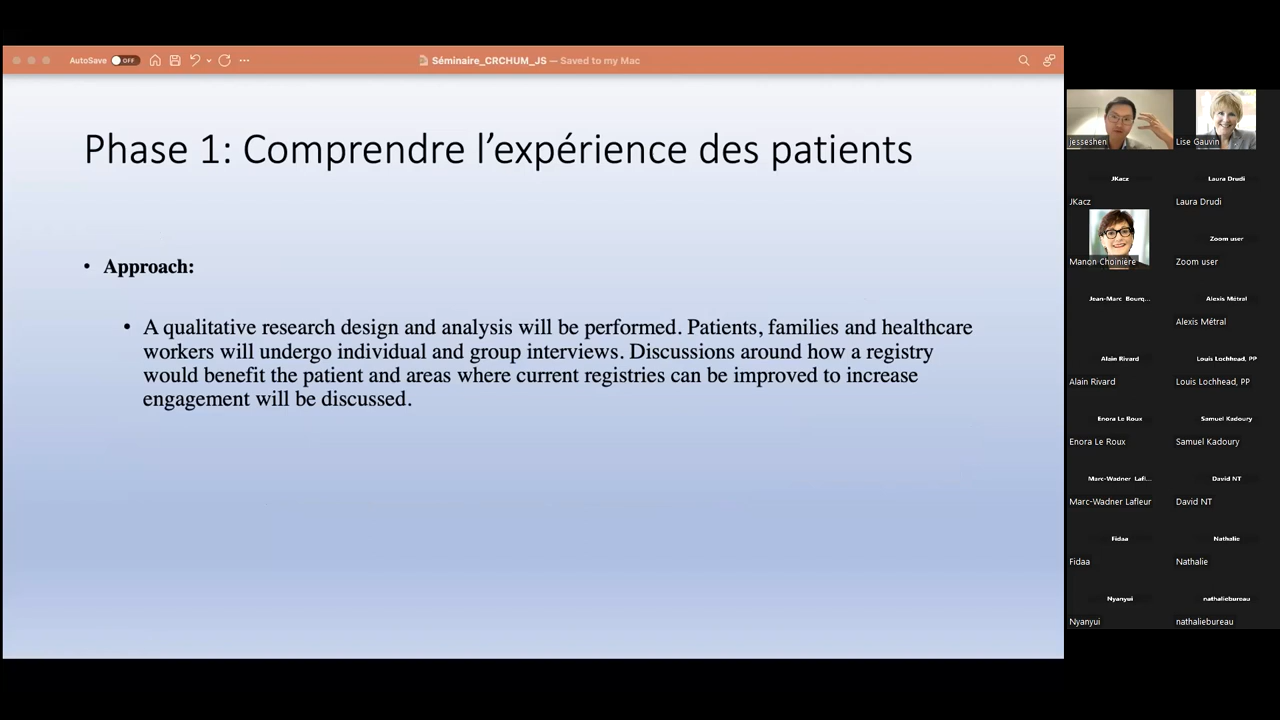 AutoSave OFF
Séminaire_CRCHUM_JS — Saved to my Mac
Phase 1: Comprendre l’expérience des patients
• Approach:
• A qualitative research design and analysis will be performed. Patients, families and healthcare
workers will undergo individual and group interviews. Discussions around how a registry
would benefit the patient and areas where current registries can be improved to increase
engagement will be discussed.
jesseshen
Lise Gauvin
JKacz
Laura Drudi
JKacz
Laura Drudi
Zoom user
Manon Choinière
Zoom user
Jean-Marc Bourq...
Alexis Métral
Alexis Métral
Alain Rivard
Louis Lochhead, PP
Alain Rivard
Louis Lochhead, PP
Enora Le Roux
Samuel Kadoury
Enora Le Roux
Samuel Kadoury
Marc-Wadner Lafl...
David NT
Marc-Wadner Lafleur
David NT
Fidaa
Nathalie
Fidaa
Nathalie
Nyanyui
nathaliebureau
Nyanyui
nathaliebureau